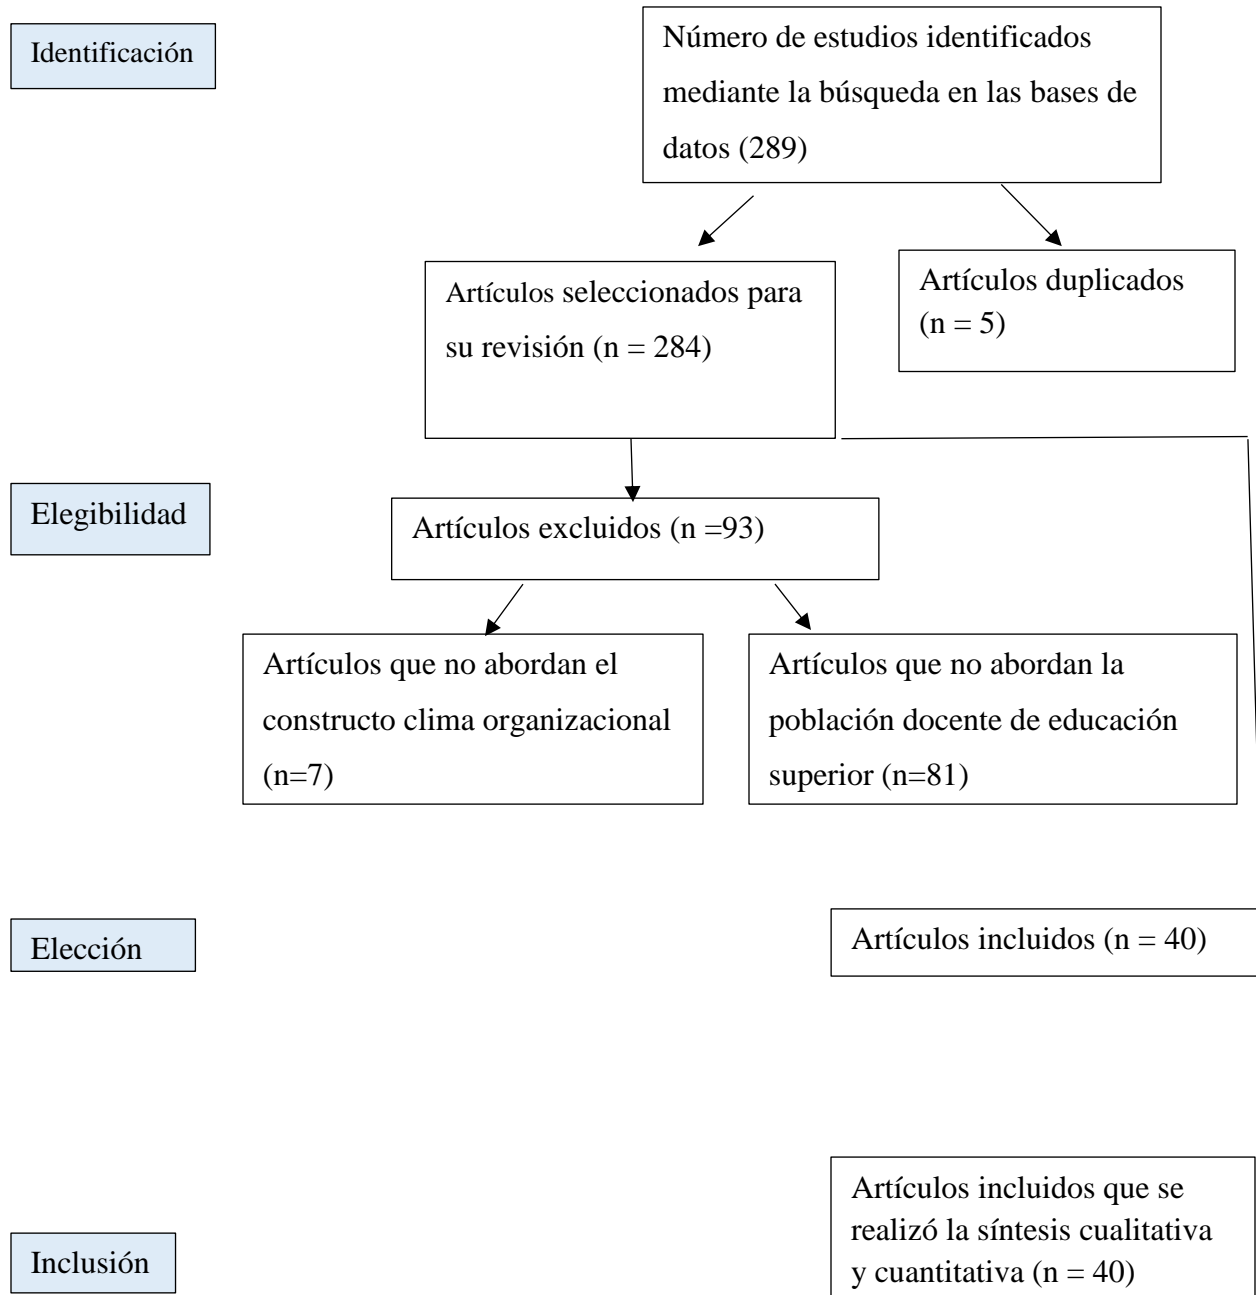 Identificación
Número de estudios identificados
mediante la búsqueda en las bases de
datos (289)
Artículos seleccionados para
su revisión (n = 284)
Artículos duplicados
(n = 5)
Elegibilidad
Artículos excluidos (n =93)
Artículos que no abordan el
constructo clima organizacional
(n=7)
Artículos que no abordan la
población docente de educación
superior (n=81)
Elección
Artículos incluidos (n = 40)
Inclusión
Artículos incluidos que se
realizó la síntesis cualitativa
y cuantitativa (n = 40)